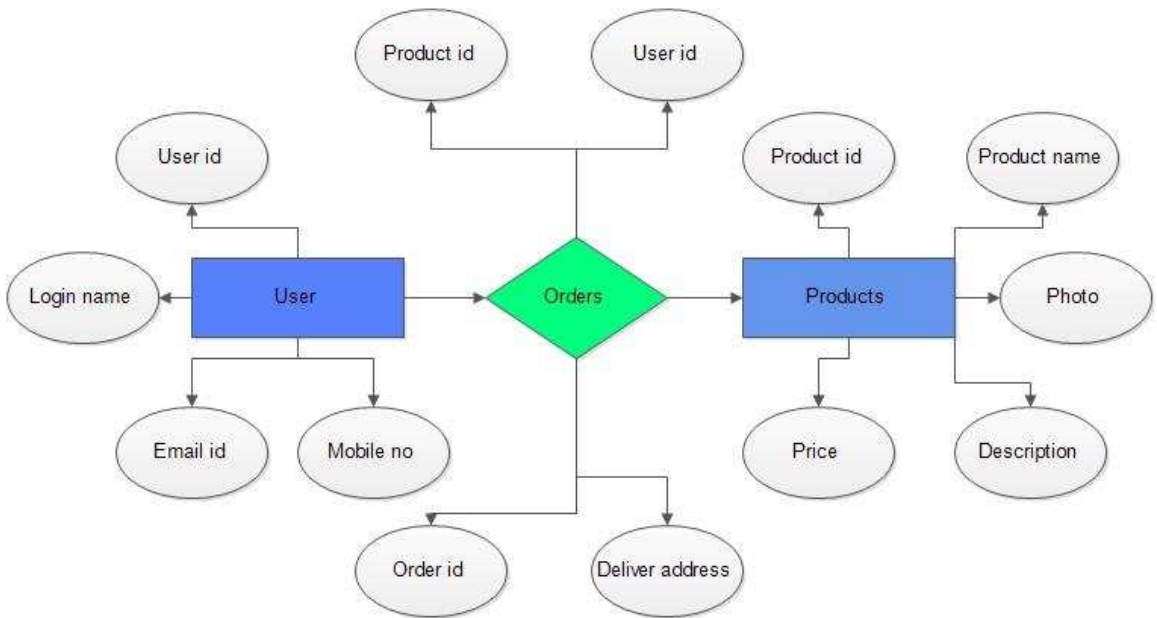 Product id
User id
User id
Product id
Product name
Login name
User
Orders
Products
Photo
Email id
Mobile no
Price
Description
Order id
Deliver address